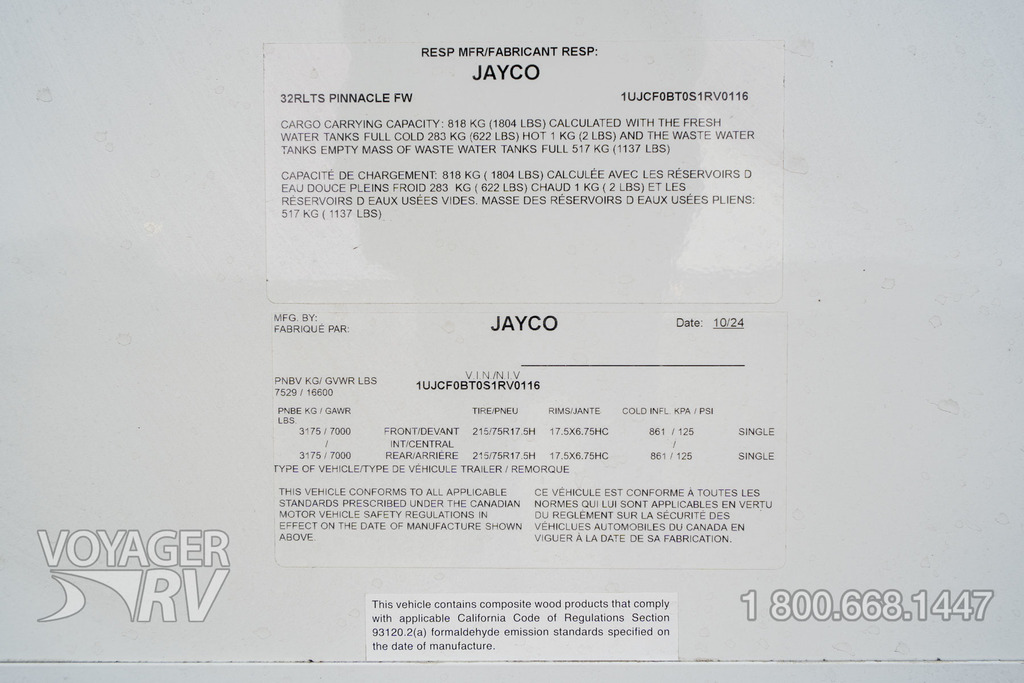 RESP MFR/FABRICANT RESP:
JAYCO
32RLTS PINNACLE FW 1UJCF0BT0S1RV0116
CARGO CARRYING CAPACITY: 818 KG (1804 LBS) CALCULATED WITH THE FRESH
WATER TANKS FULL COLD 283 KG (622 LBS) HOT 1 KG (2 LBS) AND THE WASTE WATER
TANKS EMPTY MASS OF WASTE WATER TANKS FULL 517 KG (1137 LBS)
CAPACITÉ DE CHARGEMENT: 818 KG ( 1804 LBS) CALCULÉE AVEC LES RÉSERVOIRS D
EAU DOUCE PLEINS FROID 283 KG ( 622 LBS) CHAUD 1 KG ( 2 LBS) ET LES
RÉSERVOIRS D EAUX USÉES VIDES. MASSE DES RÉSERVOIRS D EAUX USÉES PLIENS:
517 KG ( 1137 LBS)
MFG. BY:
FABRIQUÉ PAR:
JAYCO
Date: 10/24
V.I.N./N.I.V
PNBV KG/ GVWR LBS 1UJCF0BT0S1RV0116
7529 / 16600
PNBE KG / GAWR LBS. TIRE/PNEU RIMS/JANTE COLD INFL. KPA / PSI
3175 / 7000 FRONT/DEVANT 215/75R17.5H 17.5X6.75HC 861 / 125 SINGLE
/ INT/CENTRAL /
3175 / 7000 REAR/ARRIÈRE 215/75R17.5H 17.5X6.75HC 861 / 125 SINGLE
TYPE OF VEHICLE/TYPE DE VÉHICULE TRAILER / REMORQUE
THIS VEHICLE CONFORMS TO ALL APPLICABLE
STANDARDS PRESCRIBED UNDER THE CANADIAN
MOTOR VEHICLE SAFETY REGULATIONS IN
EFFECT ON THE DATE OF MANUFACTURE SHOWN
ABOVE.
CE VÉHICULE EST CONFORME À TOUTES LES
NORMES QUI LUI SONT APPLICABLES EN VERTU
DU REGLÉMENT SUR LA SÉCURITÉ DES
VÉHICLUES AUTOMOBILES DU CANADA EN
VIGUER À LA DATE DE SA FABRICATION.
VOYAGER
RV
This vehicle contains composite wood products that comply
with applicable California Code of Regulations Section
93120.2(a) formaldehyde emission standards specified on
the date of manufacture.
1 800.668.1447